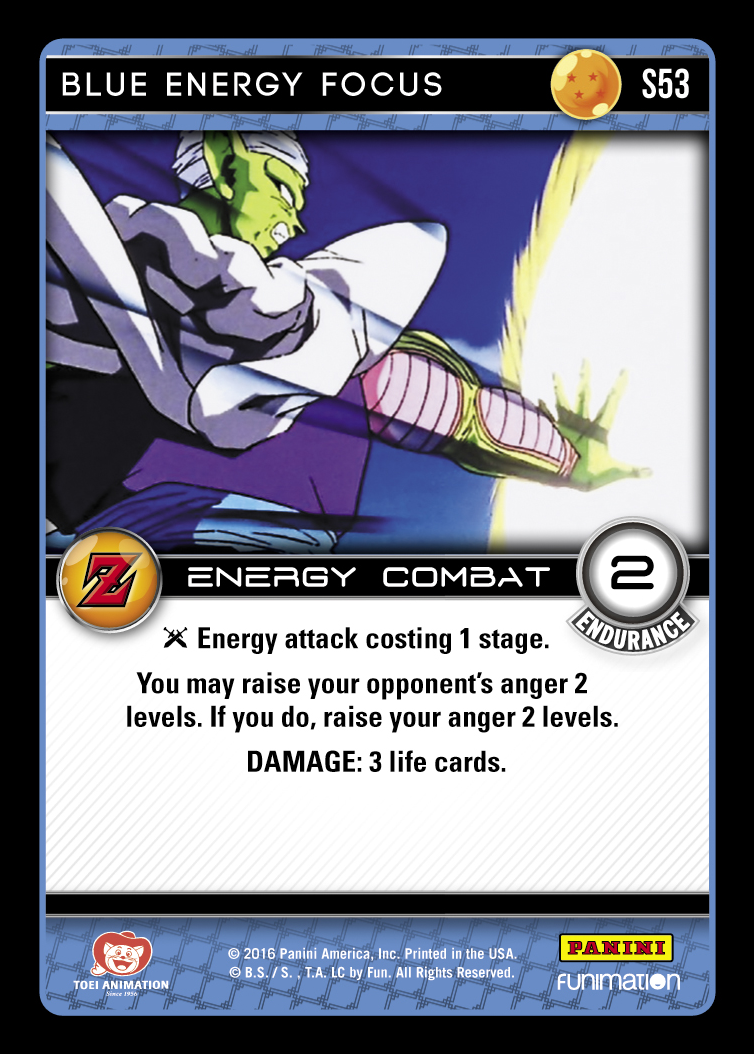 BLUE ENERGY FOCUS
S53
Z
ENERGY COMBAT
2
ENDURANCE
Energy attack costing 1 stage.
You may raise your opponent's anger 2
levels. If you do, raise your anger 2 levels.
DAMAGE: 3 life cards.
TOEI ANIMATION
Since 1956
© 2016 Panini America, Inc. Printed in the USA.
© B.S. / S. , T.A. LC by Fun. All Rights Reserved.
PANINI
FUNIMATION